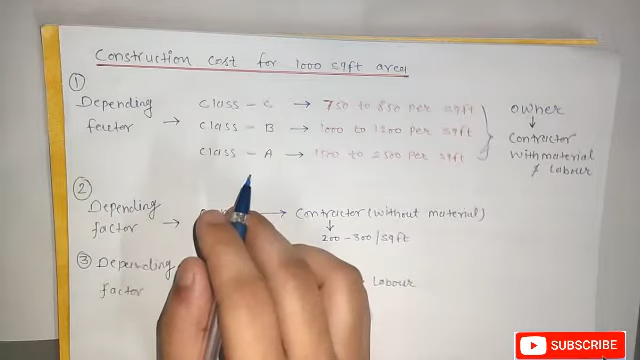 Construction cost for 1000 sqft area
① Depending factor → Class - C → 750 to 850 per sqft
Class - B → 1000 to 1200 per sqft
Class - A → 1500 to 2500 per sqft
owner
↓
contractor
with material
& labour
② Depending factor → → Contractor (without material)
↓
200 - 300 / sqft
③ Depending factor Labour
SUBSCRIBE